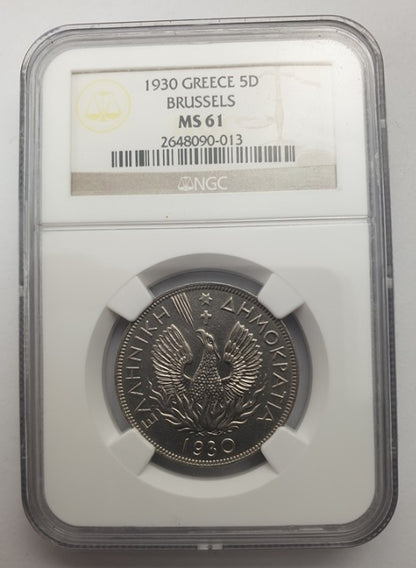 1930 GREECE 5D
BRUSSELS
MS 61
2648090-013
NGC
ΕΛΛΗΝΙΚΗ ΔΗΜΟΚΡΑΤΙΑ
1930